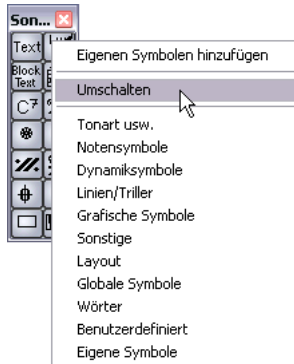 Son...
Text
Block
Text
C7
Eigenen Symbolen hinzufügen
Umschalten
Tonart usw.
Notensymbole
Dynamiksymbole
Linien/Triller
Grafische Symbole
Sonstige
Layout
Globale Symbole
Wörter
Benutzerdefiniert
Eigene Symbole